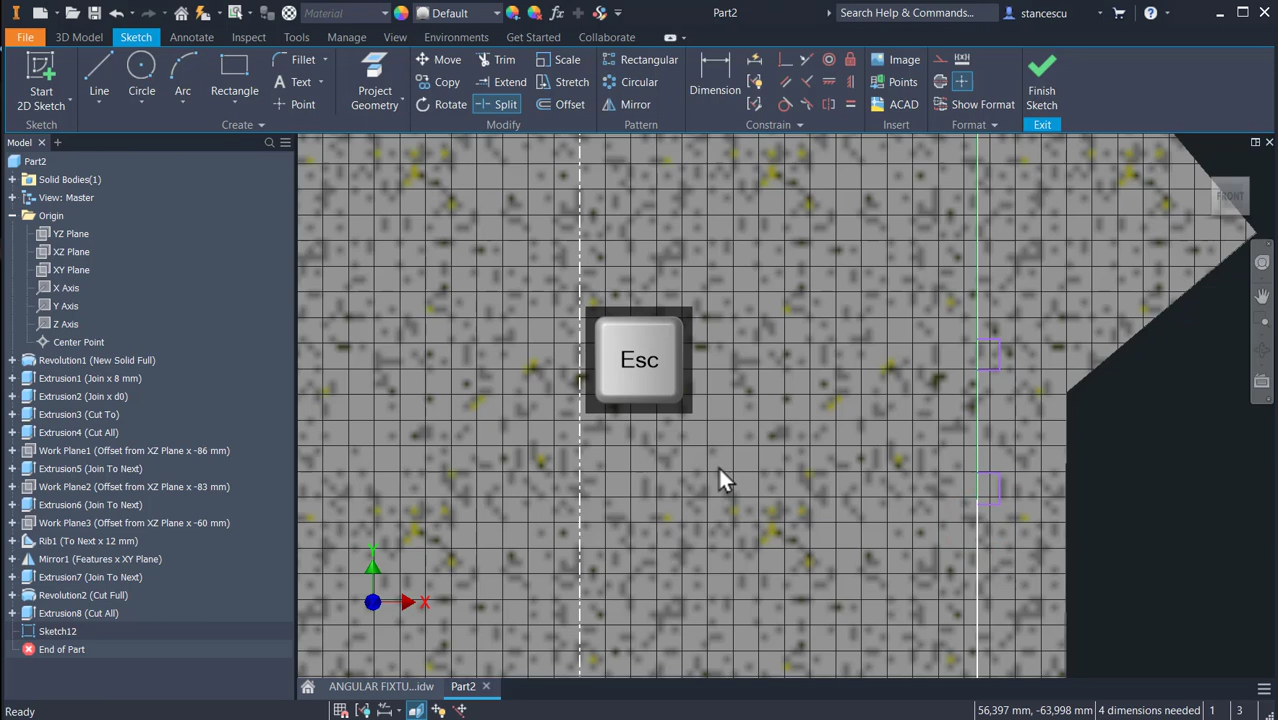 Material
Default
Part2
Search Help & Commands...
stancescu
File
3D Model
Sketch
Annotate
Inspect
Tools
Manage
View
Environments
Get Started
Collaborate
Start
2D Sketch
Line
Circle
Arc
Rectangle
Fillet
Text
Point
Project
Geometry
Move
Copy
Rotate
Trim
Extend
Split
Scale
Stretch
Offset
Rectangular
Circular
Mirror
Dimension
Image
Points
ACAD
Show Format
Finish
Sketch
Sketch
Create
Modify
Pattern
Constrain
Insert
Format
Exit
Model
Part2
Solid Bodies(1)
View: Master
Origin
YZ Plane
XZ Plane
XY Plane
X Axis
Y Axis
Z Axis
Center Point
Revolution1 (New Solid Full)
Extrusion1 (Join x 8 mm)
Extrusion2 (Join x d0)
Extrusion3 (Cut To)
Extrusion4 (Cut All)
Work Plane1 (Offset from XZ Plane x -86 mm)
Extrusion5 (Join To Next)
Work Plane2 (Offset from XZ Plane x -83 mm)
Extrusion6 (Join To Next)
Work Plane3 (Offset from XZ Plane x -60 mm)
Rib1 (To Next x 12 mm)
Mirror1 (Features x XY Plane)
Extrusion7 (Join To Next)
Revolution2 (Cut Full)
Extrusion8 (Cut All)
Sketch12
End of Part
FRONT
Esc
Y
X
ANGULAR FIXTU...idw
Part2
Ready
56,397 mm, -63,998 mm
4 dimensions needed
1
3